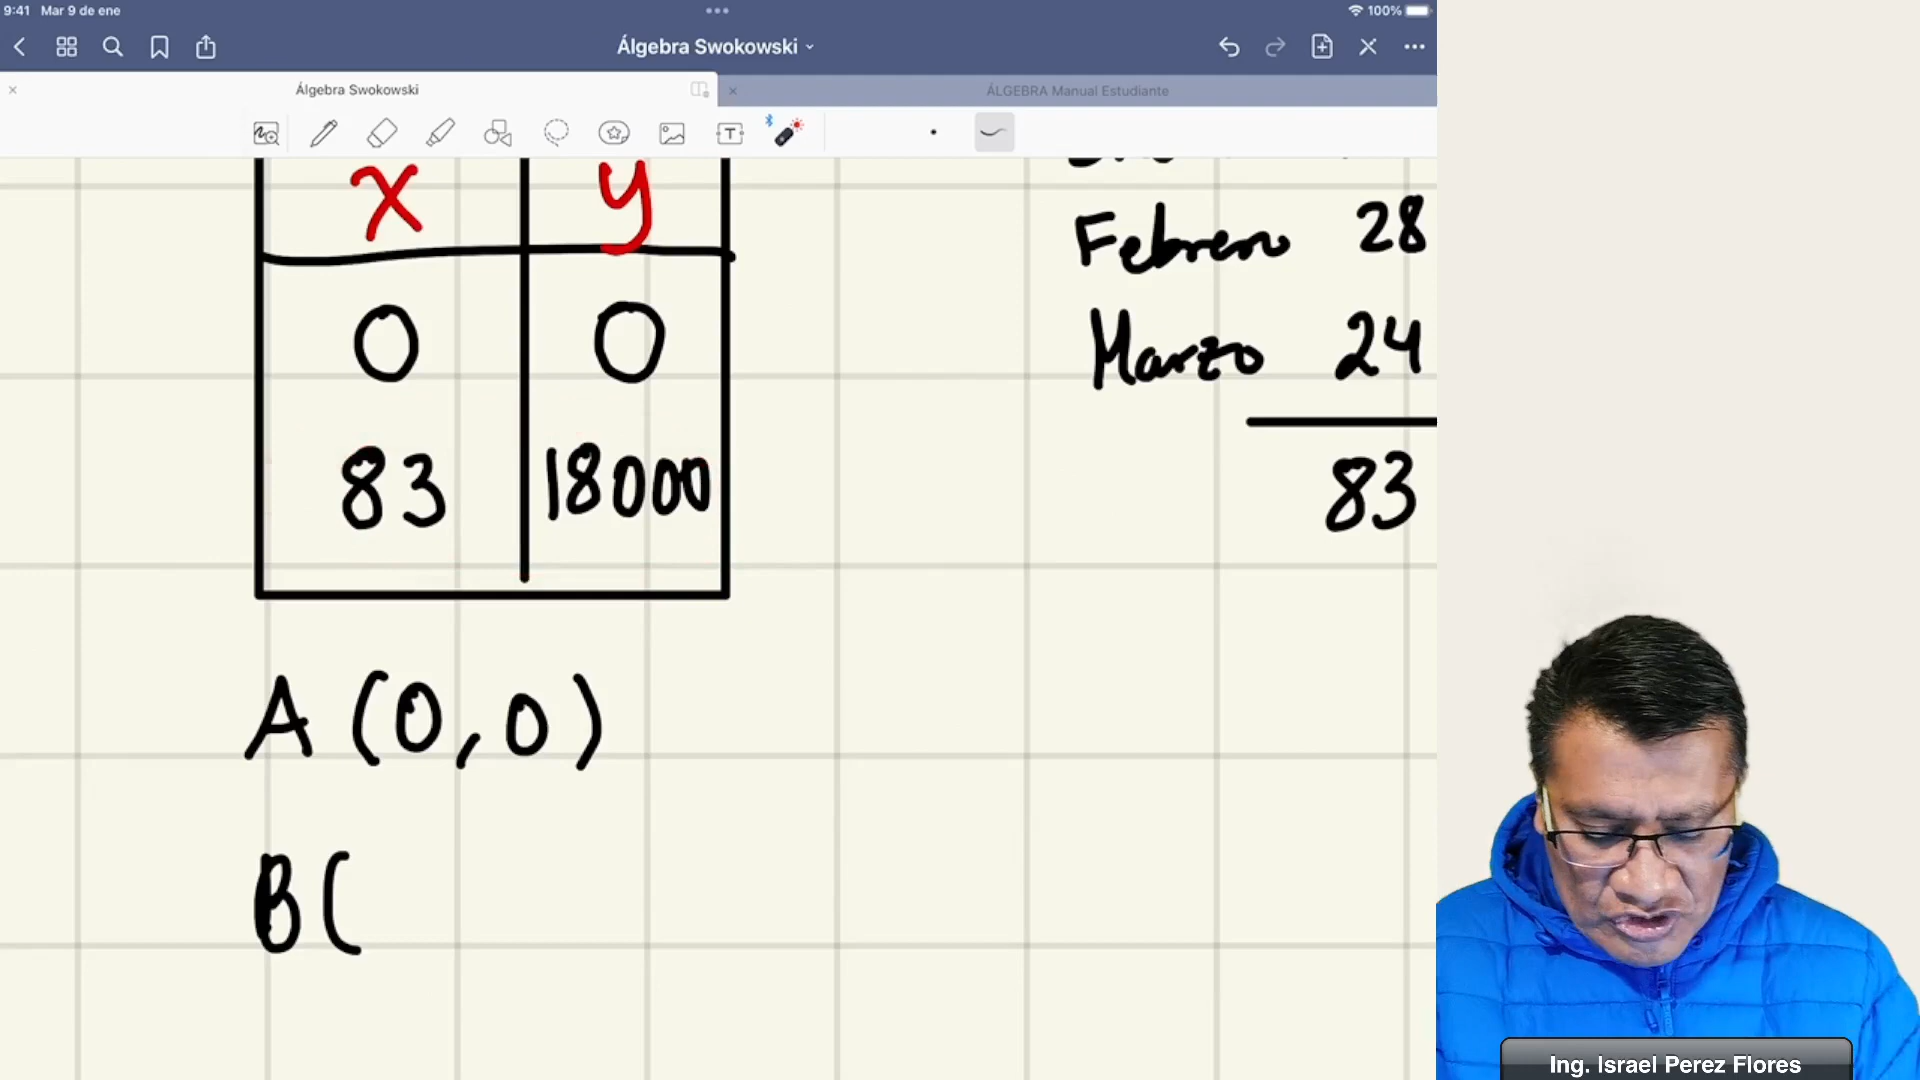 9:41 Mar 9 de ene
100%
Álgebra Swokowski
Álgebra Swokowski
ÁLGEBRA Manual Estudiante
T
x y
0 0
83 18000
Febrero 28
Marzo 24
83
A (0,0)
B (
Ing. Israel Perez Flores